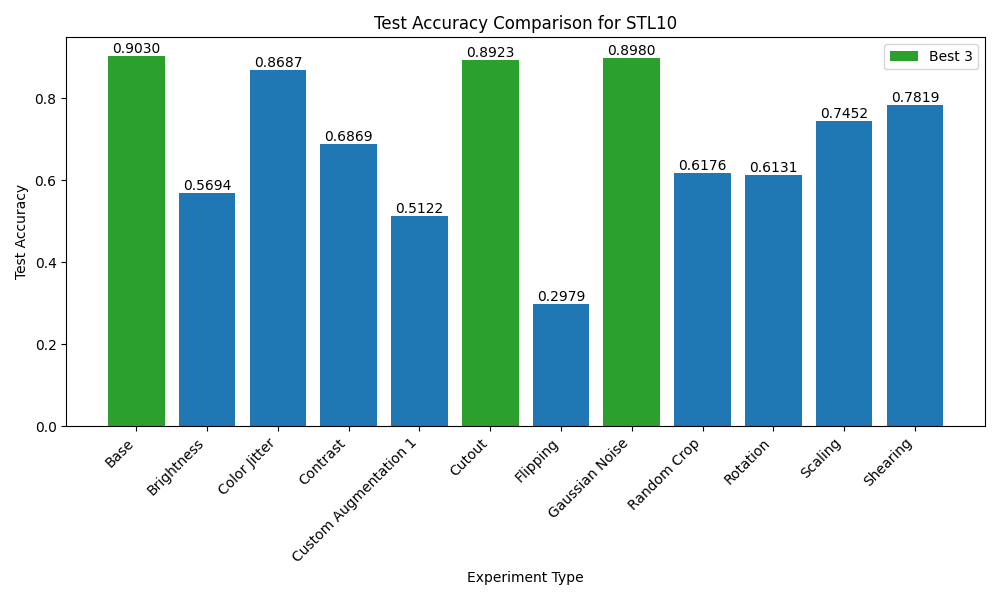 Test Accuracy Comparison for STL10
Best 3
Test Accuracy
0.8
0.6
0.4
0.2
0.0
0.9030
0.5694
0.8687
0.6869
0.5122
0.8923
0.2979
0.8980
0.6176
0.6131
0.7452
0.7819
Base
Brightness
Color Jitter
Contrast
Custom Augmentation 1
Cutout
Flipping
Gaussian Noise
Random Crop
Rotation
Scaling
Shearing
Experiment Type